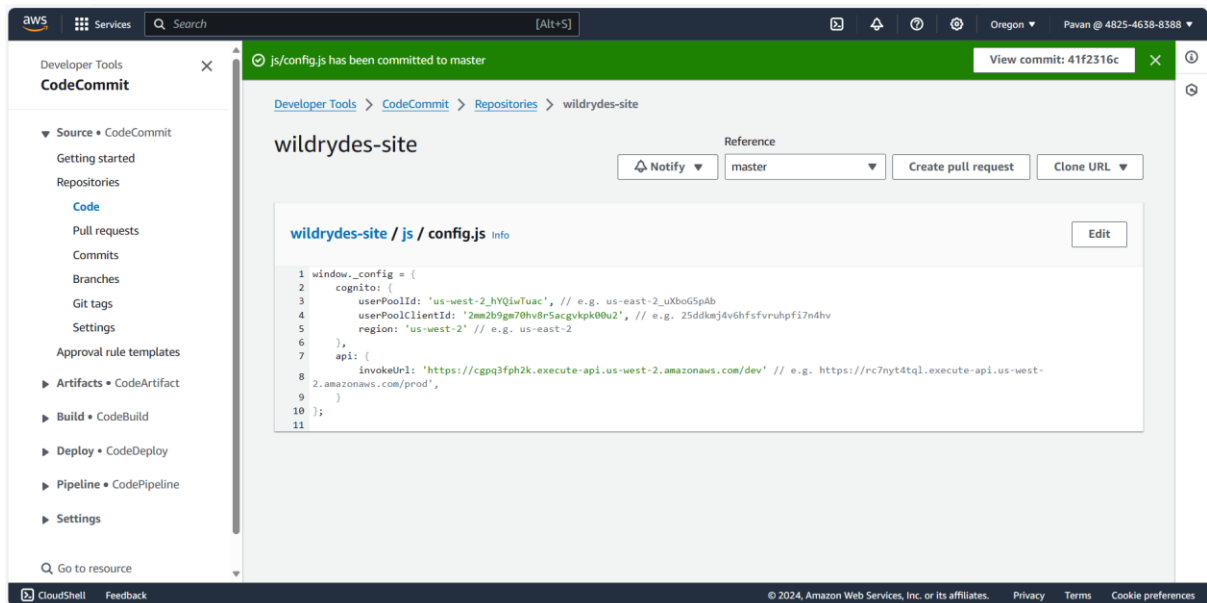 aws
Services
Search [Alt+S]
Oregon
Pavan @ 4825-4638-8388
Developer Tools
CodeCommit
Source • CodeCommit
Getting started
Repositories
Code
Pull requests
Commits
Branches
Git tags
Settings
Approval rule templates
Artifacts • CodeArtifact
Build • CodeBuild
Deploy • CodeDeploy
Pipeline • CodePipeline
Settings
Go to resource
js/config.js has been committed to master
View commit: 41f2316c
Developer Tools > CodeCommit > Repositories > wildrydes-site
wildrydes-site
Reference
Notify
master
Create pull request
Clone URL
wildrydes-site / js / config.js Info
Edit
1 window._config = {
2 cognito: {
3 userPoolId: 'us-west-2_hYQiwTuac', // e.g. us-east-2_uXboG5pAb
4 userPoolClientId: '2mm2b9gm70hv8r5acgvkpk00u2', // e.g. 25ddkmj4v6hfsfvruhpfi7n4hv
5 region: 'us-west-2' // e.g. us-east-2
6 },
7 api: {
8 invokeUrl: 'https://cgpq3fph2k.execute-api.us-west-2.amazonaws.com/dev' // e.g. https://rc7nyt4tql.execute-api.us-west-
2.amazonaws.com/prod',
9 }
10 };
11
CloudShell Feedback
© 2024, Amazon Web Services, Inc. or its affiliates. Privacy Terms Cookie preferences